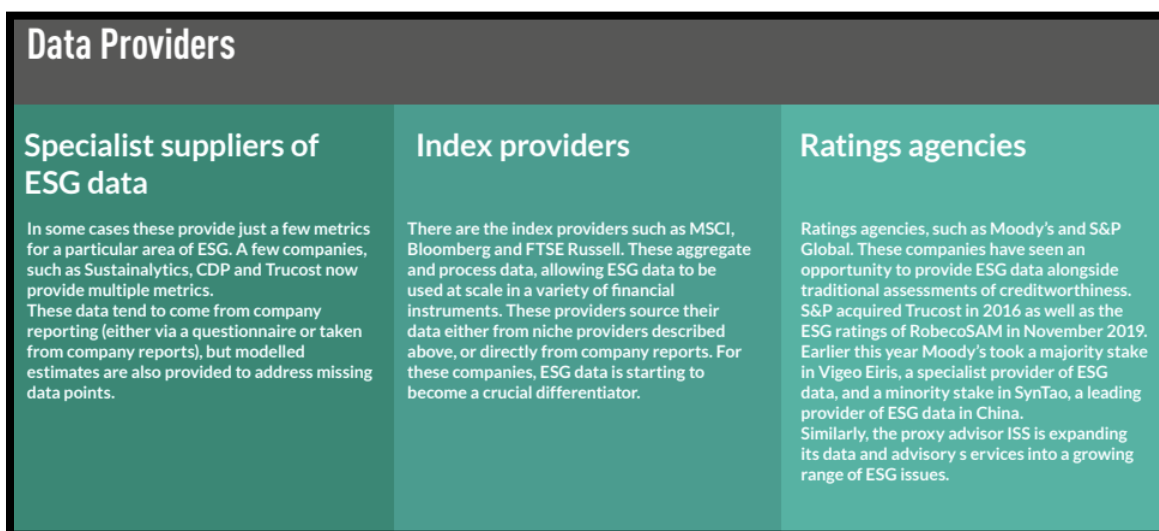 Data Providers
Specialist suppliers of
ESG data
In some cases these provide just a few metrics
for a particular area of ESG. A few companies,
such as Sustainalytics, CDP and Trucost now
provide multiple metrics.
These data tend to come from company
reporting (either via a questionnaire or taken
from company reports), but modelled
estimates are also provided to address missing
data points.
Index providers
There are the index providers such as MSCI,
Bloomberg and FTSE Russell. These aggregate
and process data, allowing ESG data to be
used at scale in a variety of financial
instruments. These providers source their
data either from niche providers described
above, or directly from company reports. For
these companies, ESG data is starting to
become a crucial differentiator.
Ratings agencies
Ratings agencies, such as Moody's and S&P
Global. These companies have seen an
opportunity to provide ESG data alongside
traditional assessments of creditworthiness.
S&P acquired Trucost in 2016 as well as the
ESG ratings of RobecoSAM in November 2019.
Earlier this year Moody's took a majority stake
in Vigeo Eiris, a specialist provider of ESG
data, and a minority stake in SynTao, a leading
provider of ESG data in China.
Similarly, the proxy advisor ISS is expanding
its data and advisory s ervices into a growing
range of ESG issues.